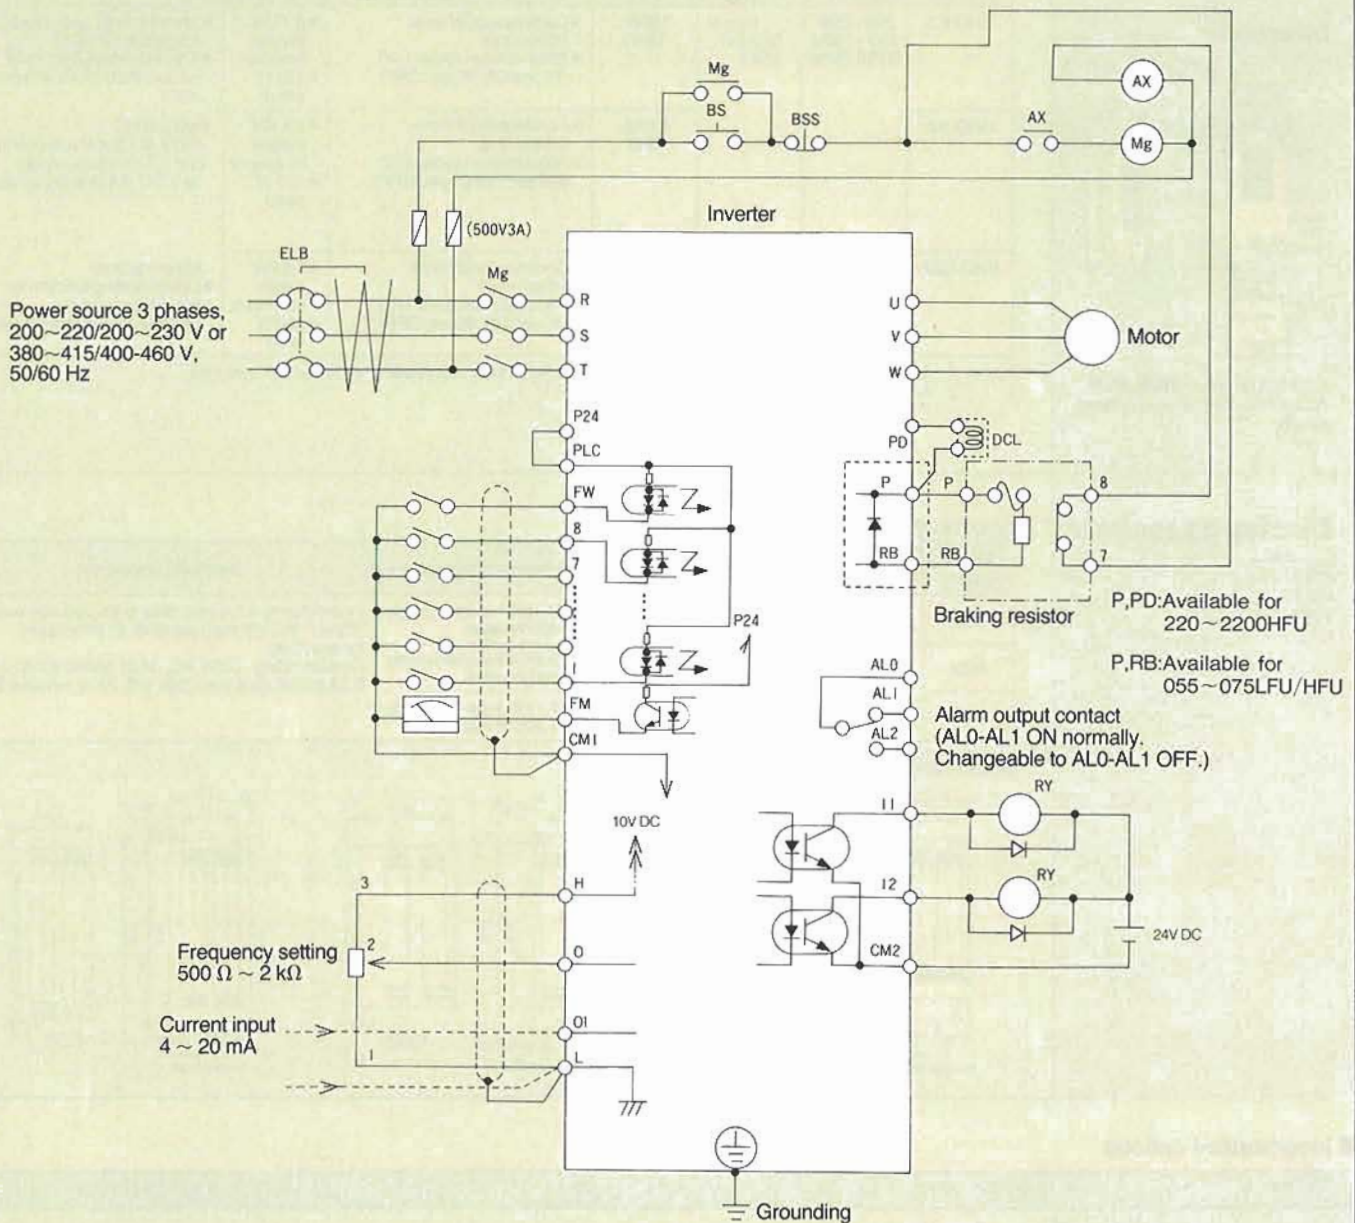 Mg
AX
BS
BSS
AX
Mg
Inverter
(500V3A)
ELB
Mg
Power source 3 phases,
200~220/200~230 V or
380~415/400-460 V,
50/60 Hz
R
S
T
U
V
W
Motor
P24
PLC
PD
DCL
FW
8
7
P
P
8
RB
RB
7
Braking resistor
P,PD:Available for
220~2200HFU
P24
P,RB:Available for
055~075LFU/HFU
1
FM
CM1
AL0
AL1
AL2
Alarm output contact
(AL0-AL1 ON normally.
Changeable to AL0-AL1 OFF.)
10V DC
11
RY
3
H
12
RY
Frequency setting
500 Ω ~ 2 kΩ
2
O
CM2
24V DC
Current input
4 ~ 20 mA
OI
1
L
Grounding